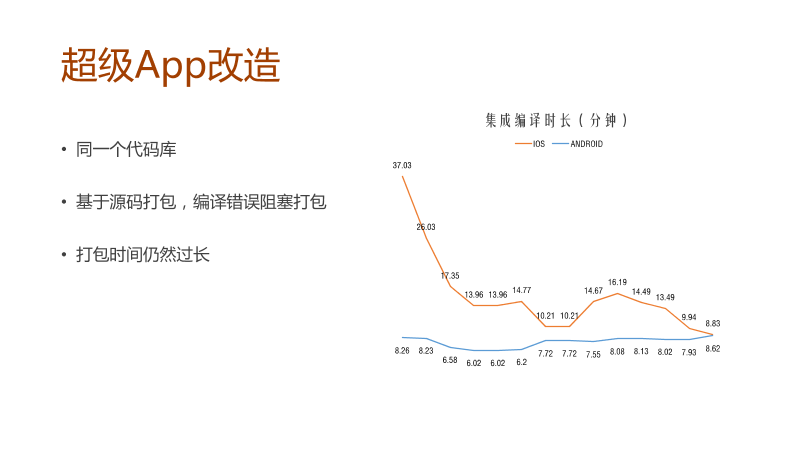 超级App改造
• 同一个代码库
• 基于源码打包，编译错误阻塞打包
• 打包时间仍然过长
集成编译时长（分钟）
IOS ANDROID
37.03
26.03
17.35
13.96 13.96 14.77
10.21 10.21
14.67 16.19 14.49 13.49
9.94 8.83
8.26 8.23 6.58 6.02 6.02 6.2 7.72 7.72 7.55 8.08 8.13 8.02 7.93 8.62